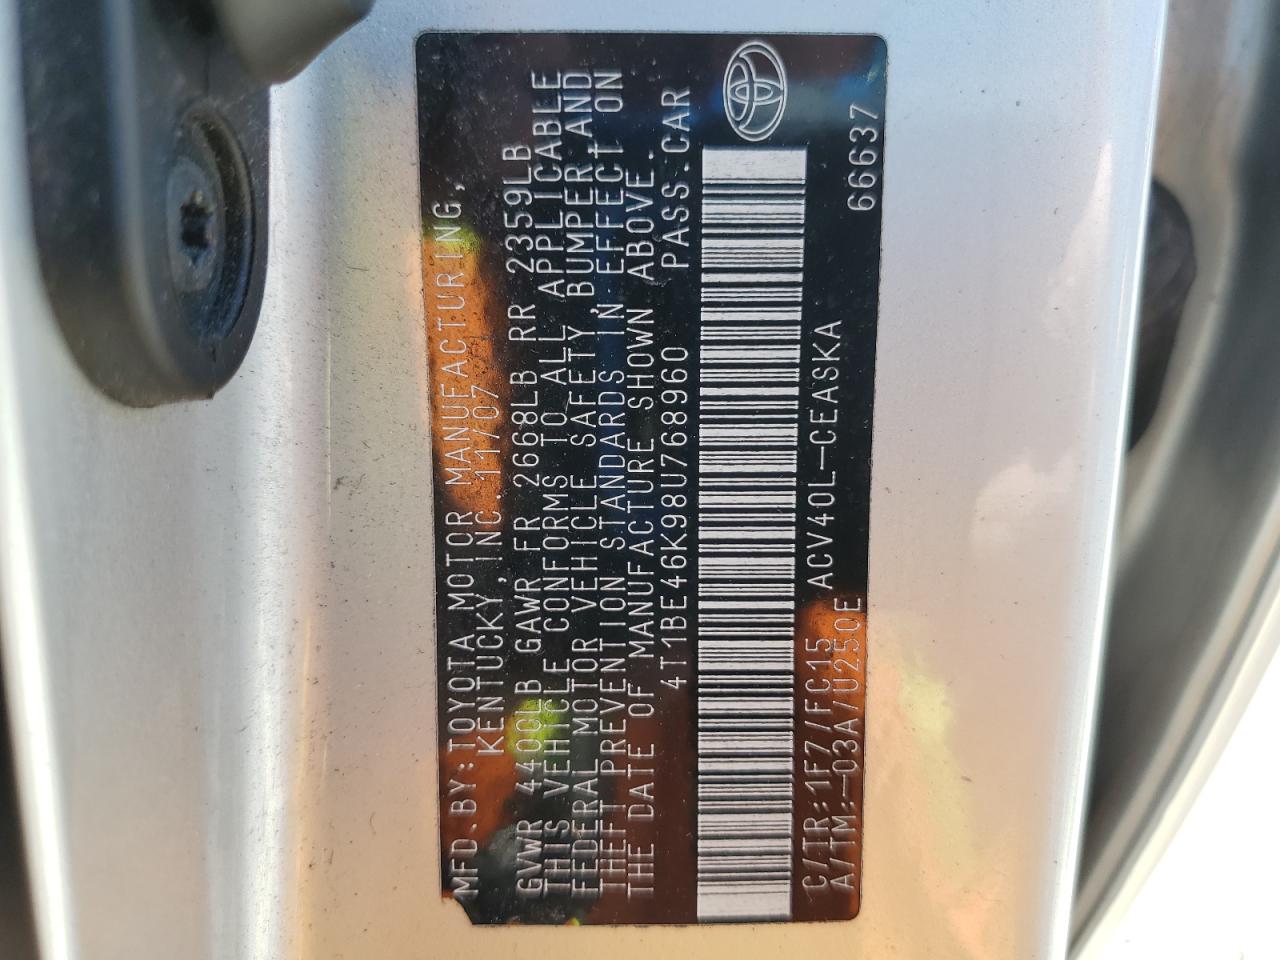 MFD.BY:TOYOTA MOTOR MANUFACTURING,
KENTUCKY,INC. 11/07
GVWR 4400LB GAWR FR 2668LB RR 2359LB
THIS VEHICLE CONFORMS TO ALL APPLICABLE
FEDERAL MOTOR VEHICLE SAFETY,BUMPER,AND
THEFT PREVENTION STANDARDS IN EFFECT ON
THE DATE OF MANUFACTURE SHOWN ABOVE.
4T1BE46K98U768960 PASS.CAR
C/TR:1F7/FC15 ACV40L-CEASKA 66637
A/TM:-03A/U250E